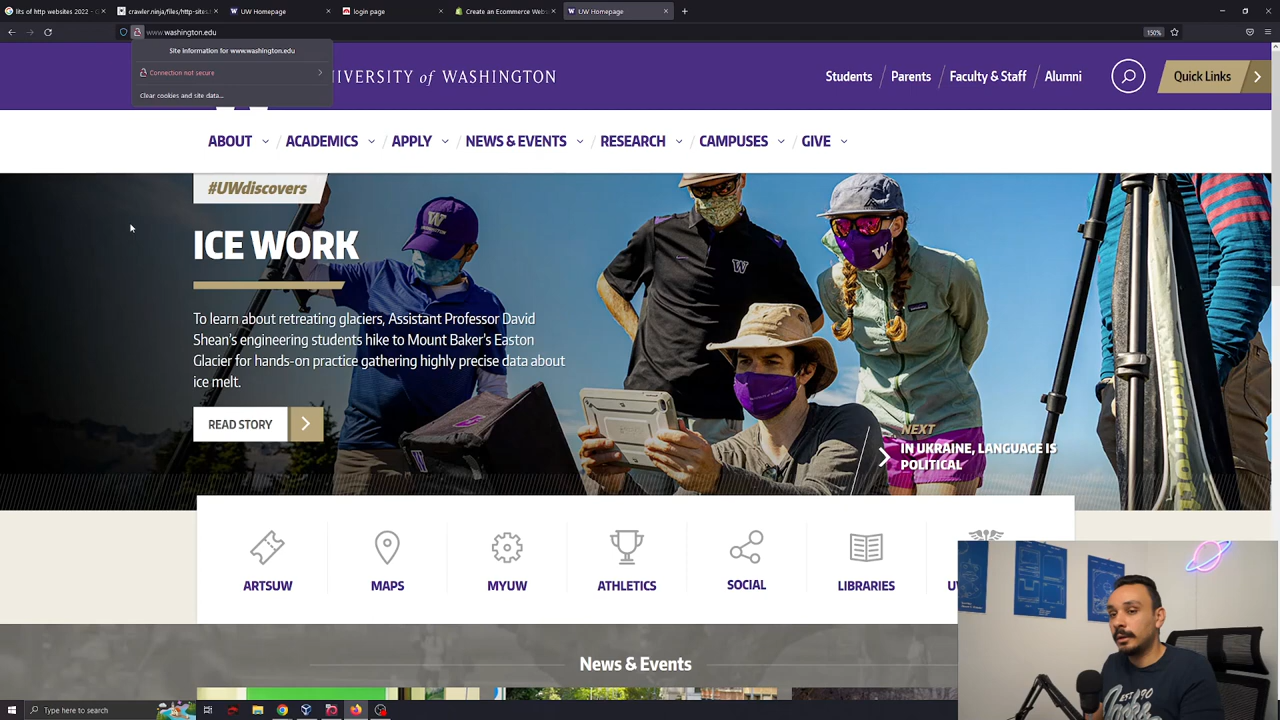 lits of http websites 2022 - G
crawler.ninja/files/http-sites.t
UW Homepage
login page
Create an Ecommerce Webs
UW Homepage
www.washington.edu
150%
Site information for www.washington.edu
Connection not secure
Clear cookies and site data...
UNIVERSITY of WASHINGTON
Students
Parents
Faculty & Staff
Alumni
Quick Links
ABOUT
ACADEMICS
APPLY
NEWS & EVENTS
RESEARCH
CAMPUSES
GIVE
#UWdiscovers
ICE WORK
To learn about retreating glaciers, Assistant Professor David
Shean's engineering students hike to Mount Baker's Easton
Glacier for hands-on practice gathering highly precise data about
ice melt.
READ STORY
NEXT
IN UKRAINE, LANGUAGE IS
POLITICAL
ARTSUW
MAPS
MYUW
ATHLETICS
SOCIAL
LIBRARIES
News & Events
Type here to search